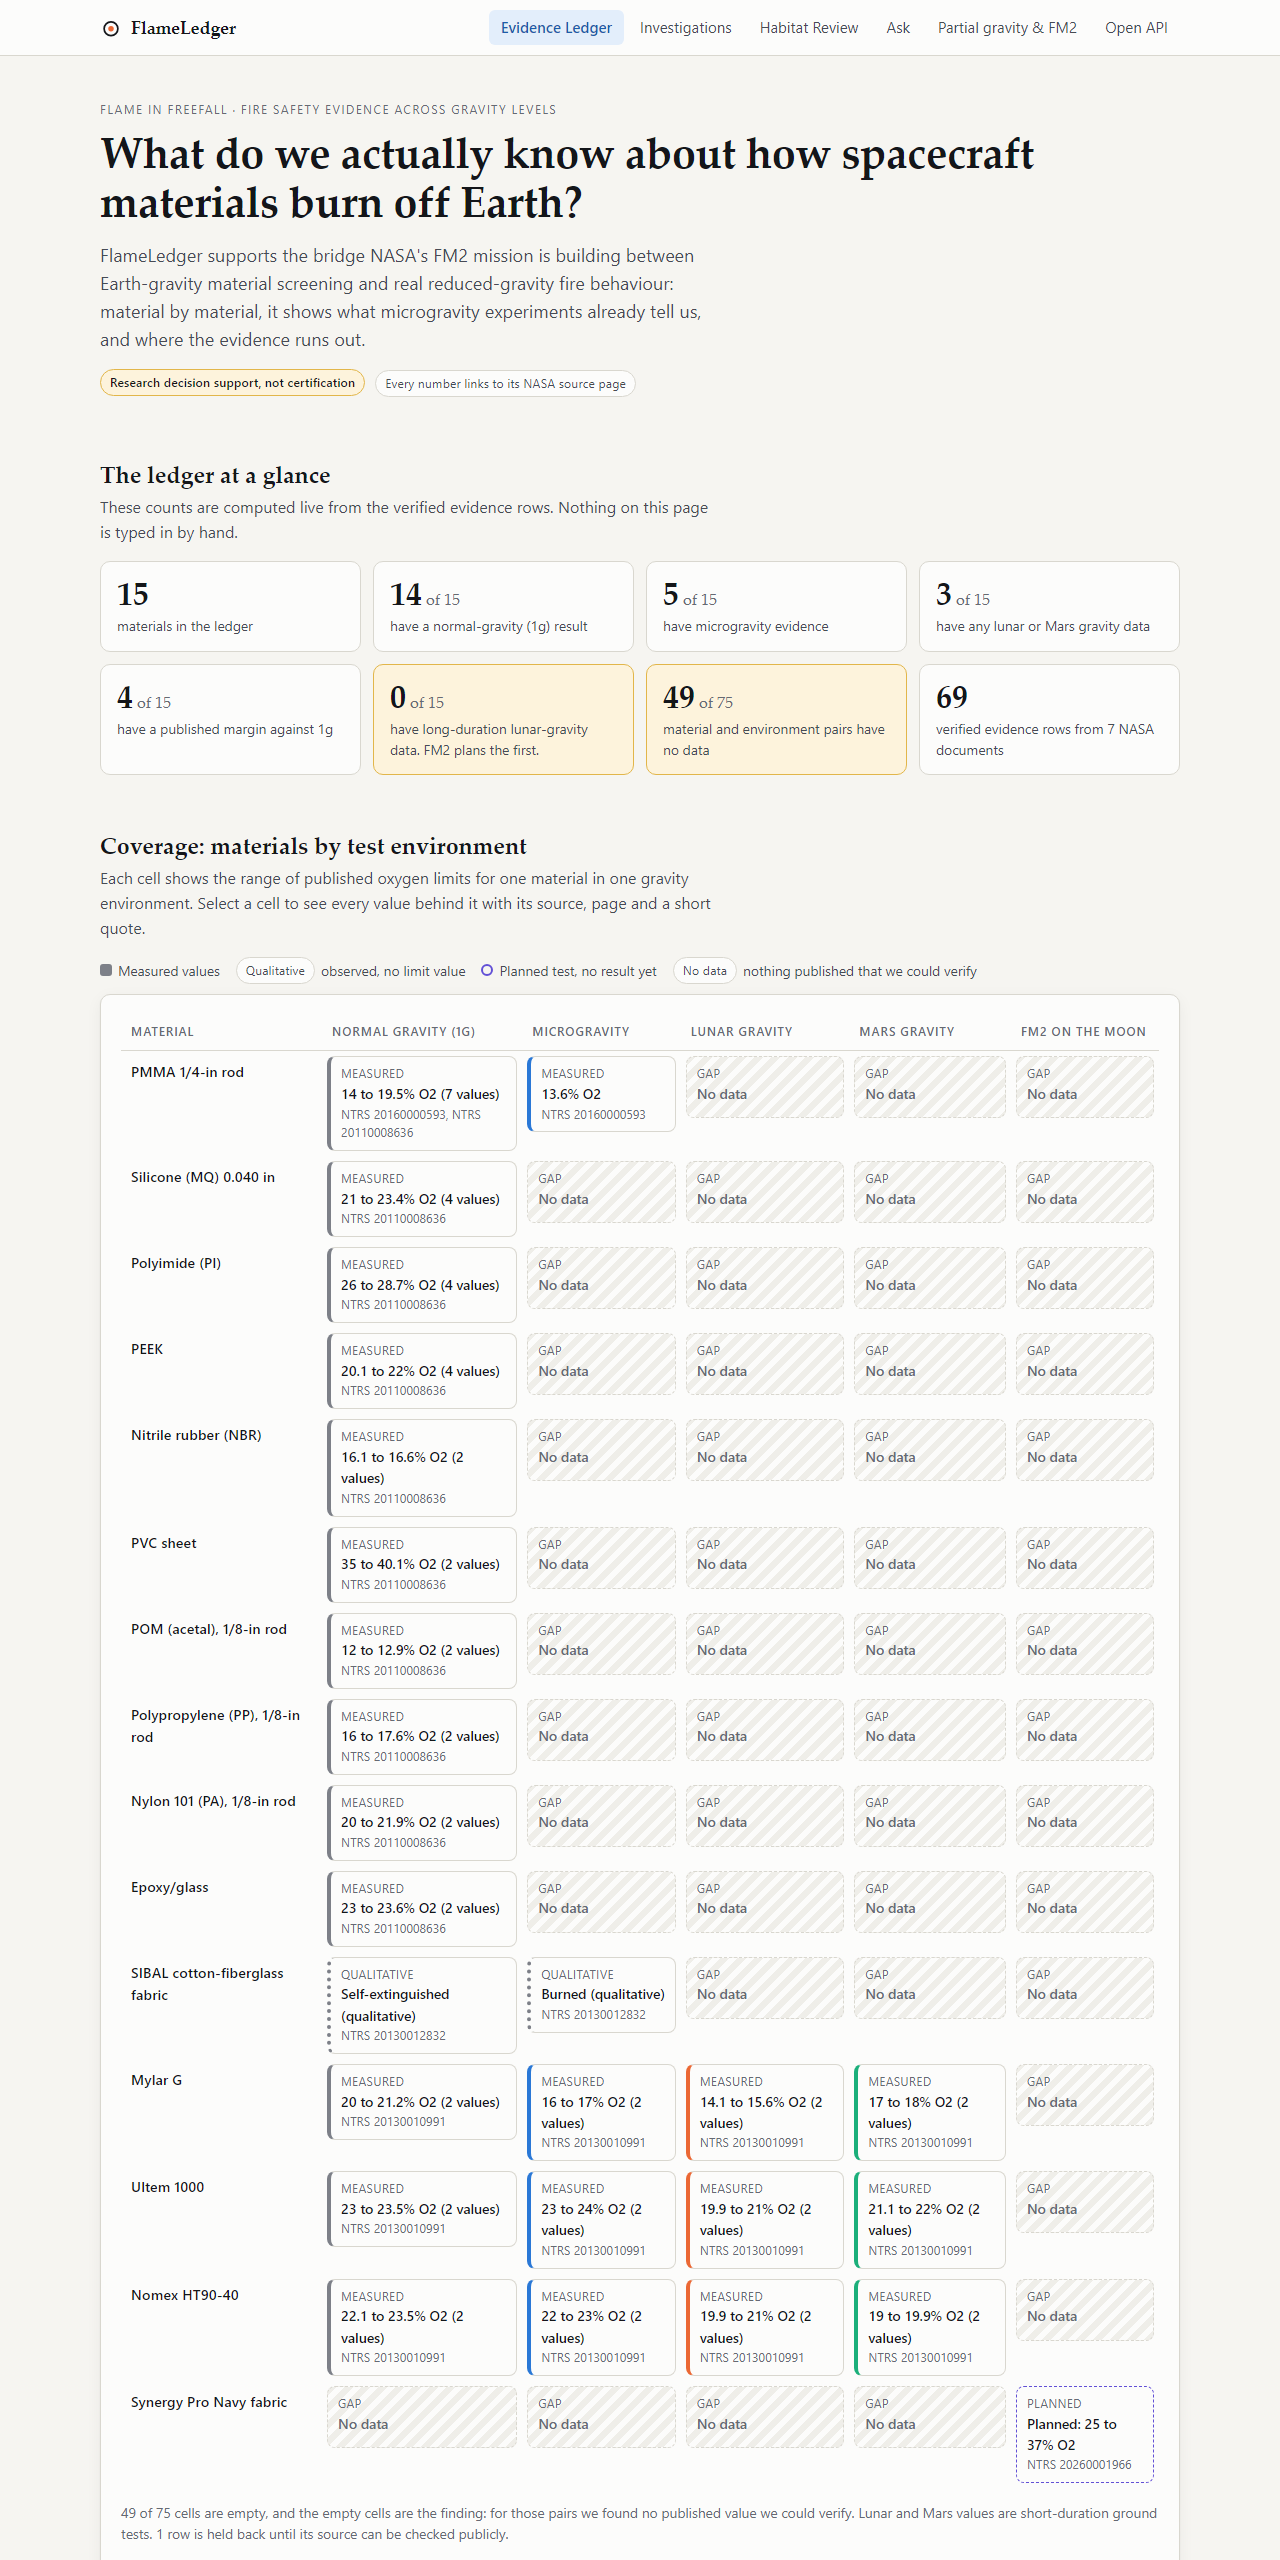 FlameLedger
Evidence Ledger
Investigations
Habitat Review
Ask
Partial gravity & FM2
Open API
FLAME IN FREEFALL · FIRE SAFETY EVIDENCE ACROSS GRAVITY LEVELS
What do we actually know about how spacecraft
materials burn off Earth?
FlameLedger supports the bridge NASA's FM2 mission is building between
Earth-gravity material screening and real reduced-gravity fire behaviour:
material by material, it shows what microgravity experiments already tell us,
and where the evidence runs out.
Research decision support, not certification
Every number links to its NASA source page
The ledger at a glance
These counts are computed live from the verified evidence rows. Nothing on this page
is typed in by hand.
15
materials in the ledger
14 of 15
have a normal-gravity (1g) result
5 of 15
have microgravity evidence
3 of 15
have any lunar or Mars gravity data
4 of 15
have a published margin against 1g
0 of 15
have long-duration lunar-gravity
data. FM2 plans the first.
49 of 75
material and environment pairs have
no data
69
verified evidence rows from 7 NASA
documents
Coverage: materials by test environment
Each cell shows the range of published oxygen limits for one material in one gravity
environment. Select a cell to see every value behind it with its source, page and a short
quote.
Measured values
Qualitative observed, no limit value
Planned test, no result yet
No data nothing published that we could verify
MATERIAL
NORMAL GRAVITY (1G)
MICROGRAVITY
LUNAR GRAVITY
MARS GRAVITY
FM2 ON THE MOON
PMMA 1/4-in rod
MEASURED
14 to 19.5% O2 (7 values)
NTRS 20160000593, NTRS
20110008636
MEASURED
13.6% O2
NTRS 20160000593
GAP
No data
GAP
No data
GAP
No data
Silicone (MQ) 0.040 in
MEASURED
21 to 23.4% O2 (4 values)
NTRS 20110008636
GAP
No data
GAP
No data
GAP
No data
GAP
No data
Polyimide (PI)
MEASURED
26 to 28.7% O2 (4 values)
NTRS 20110008636
GAP
No data
GAP
No data
GAP
No data
GAP
No data
PEEK
MEASURED
20.1 to 22% O2 (4 values)
NTRS 20110008636
GAP
No data
GAP
No data
GAP
No data
GAP
No data
Nitrile rubber (NBR)
MEASURED
16.1 to 16.6% O2 (2
values)
NTRS 20110008636
GAP
No data
GAP
No data
GAP
No data
GAP
No data
PVC sheet
MEASURED
35 to 40.1% O2 (2 values)
NTRS 20110008636
GAP
No data
GAP
No data
GAP
No data
GAP
No data
POM (acetal), 1/8-in rod
MEASURED
12 to 12.9% O2 (2 values)
NTRS 20110008636
GAP
No data
GAP
No data
GAP
No data
GAP
No data
Polypropylene (PP), 1/8-in
rod
MEASURED
16 to 17.6% O2 (2 values)
NTRS 20110008636
GAP
No data
GAP
No data
GAP
No data
GAP
No data
Nylon 101 (PA), 1/8-in rod
MEASURED
20 to 21.9% O2 (2 values)
NTRS 20110008636
GAP
No data
GAP
No data
GAP
No data
GAP
No data
Epoxy/glass
MEASURED
23 to 23.6% O2 (2 values)
NTRS 20110008636
GAP
No data
GAP
No data
GAP
No data
GAP
No data
SIBAL cotton-fiberglass
fabric
QUALITATIVE
Self-extinguished
(qualitative)
NTRS 20130012832
QUALITATIVE
Burned (qualitative)
NTRS 20130012832
GAP
No data
GAP
No data
GAP
No data
Mylar G
MEASURED
20 to 21.2% O2 (2 values)
NTRS 20130010991
MEASURED
16 to 17% O2 (2
values)
NTRS 20130010991
MEASURED
14.1 to 15.6% O2 (2
values)
NTRS 20130010991
MEASURED
17 to 18% O2 (2
values)
NTRS 20130010991
GAP
No data
Ultem 1000
MEASURED
23 to 23.5% O2 (2 values)
NTRS 20130010991
MEASURED
23 to 24% O2 (2
values)
NTRS 20130010991
MEASURED
19.9 to 21% O2 (2
values)
NTRS 20130010991
MEASURED
21.1 to 22% O2 (2
values)
NTRS 20130010991
GAP
No data
Nomex HT90-40
MEASURED
22.1 to 23.5% O2 (2
values)
NTRS 20130010991
MEASURED
22 to 23% O2 (2
values)
NTRS 20130010991
MEASURED
19.9 to 21% O2 (2
values)
NTRS 20130010991
MEASURED
19 to 19.9% O2 (2
values)
NTRS 20130010991
GAP
No data
Synergy Pro Navy fabric
GAP
No data
GAP
No data
GAP
No data
GAP
No data
PLANNED
Planned: 25 to
37% O2
NTRS 20260001966
49 of 75 cells are empty, and the empty cells are the finding: for those pairs we found no published value we could verify. Lunar and Mars values are short-duration ground
tests. 1 row is held back until its source can be checked publicly.